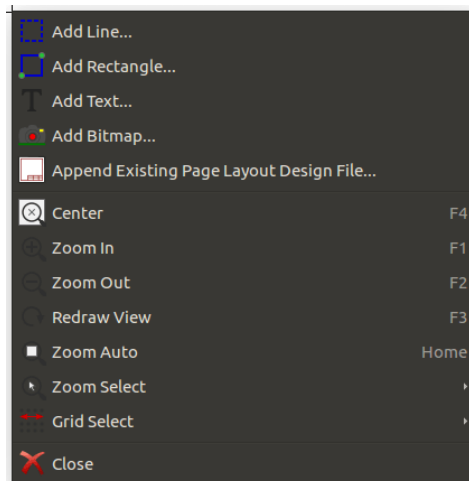 Add Line...
Add Rectangle...
T Add Text...
Add Bitmap...
Append Existing Page Layout Design File...
Center F4
Zoom In F1
Zoom Out F2
Redraw View F3
Zoom Auto Home
Zoom Select
Grid Select
Close